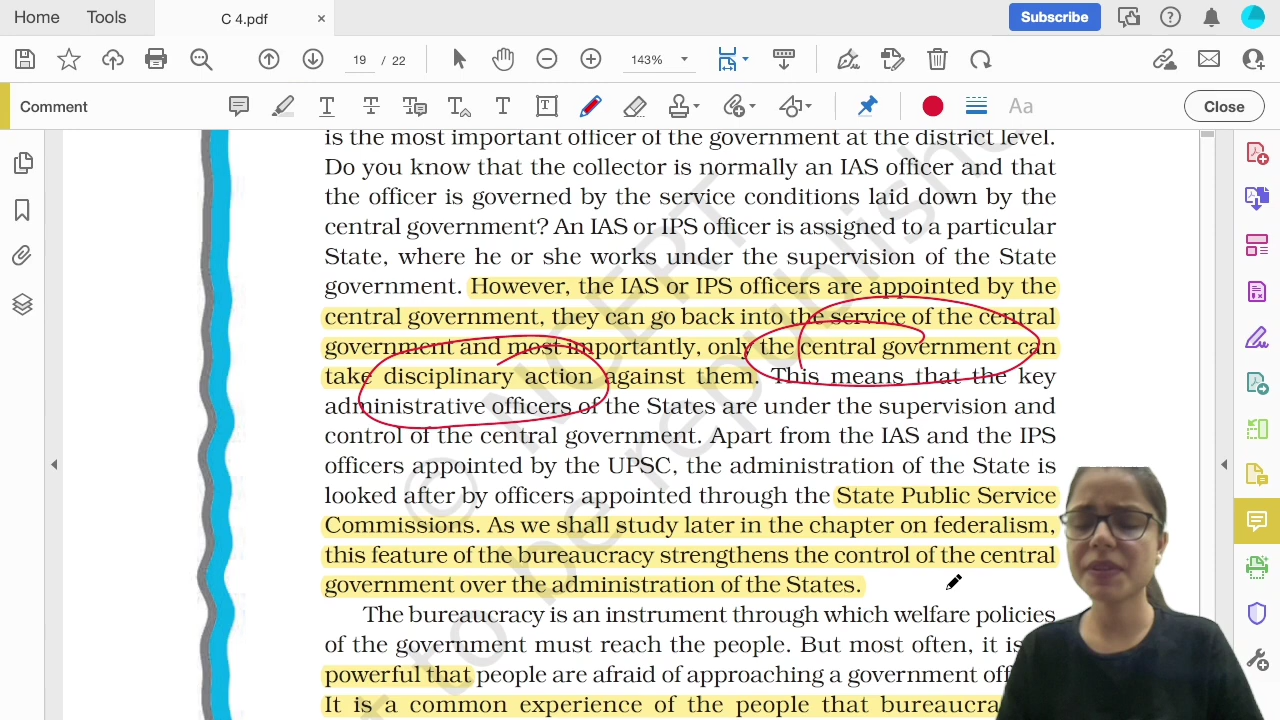 Home Tools C 4.pdf × Subscribe
19 / 22 143%
Comment Aa Close
is the most important officer of the government at the district level.
Do you know that the collector is normally an IAS officer and that
the officer is governed by the service conditions laid down by the
central government? An IAS or IPS officer is assigned to a particular
State, where he or she works under the supervision of the State
government. However, the IAS or IPS officers are appointed by the
central government, they can go back into the service of the central
government and most importantly, only the central government can
take disciplinary action against them. This means that the key
administrative officers of the States are under the supervision and
control of the central government. Apart from the IAS and the IPS
officers appointed by the UPSC, the administration of the State is
looked after by officers appointed through the State Public Service
Commissions. As we shall study later in the chapter on federalism,
this feature of the bureaucracy strengthens the control of the central
government over the administration of the States.
The bureaucracy is an instrument through which welfare policies
of the government must reach the people. But most often, it is
powerful that people are afraid of approaching a government
It is a common experience of the people that
© NCERT
be republished